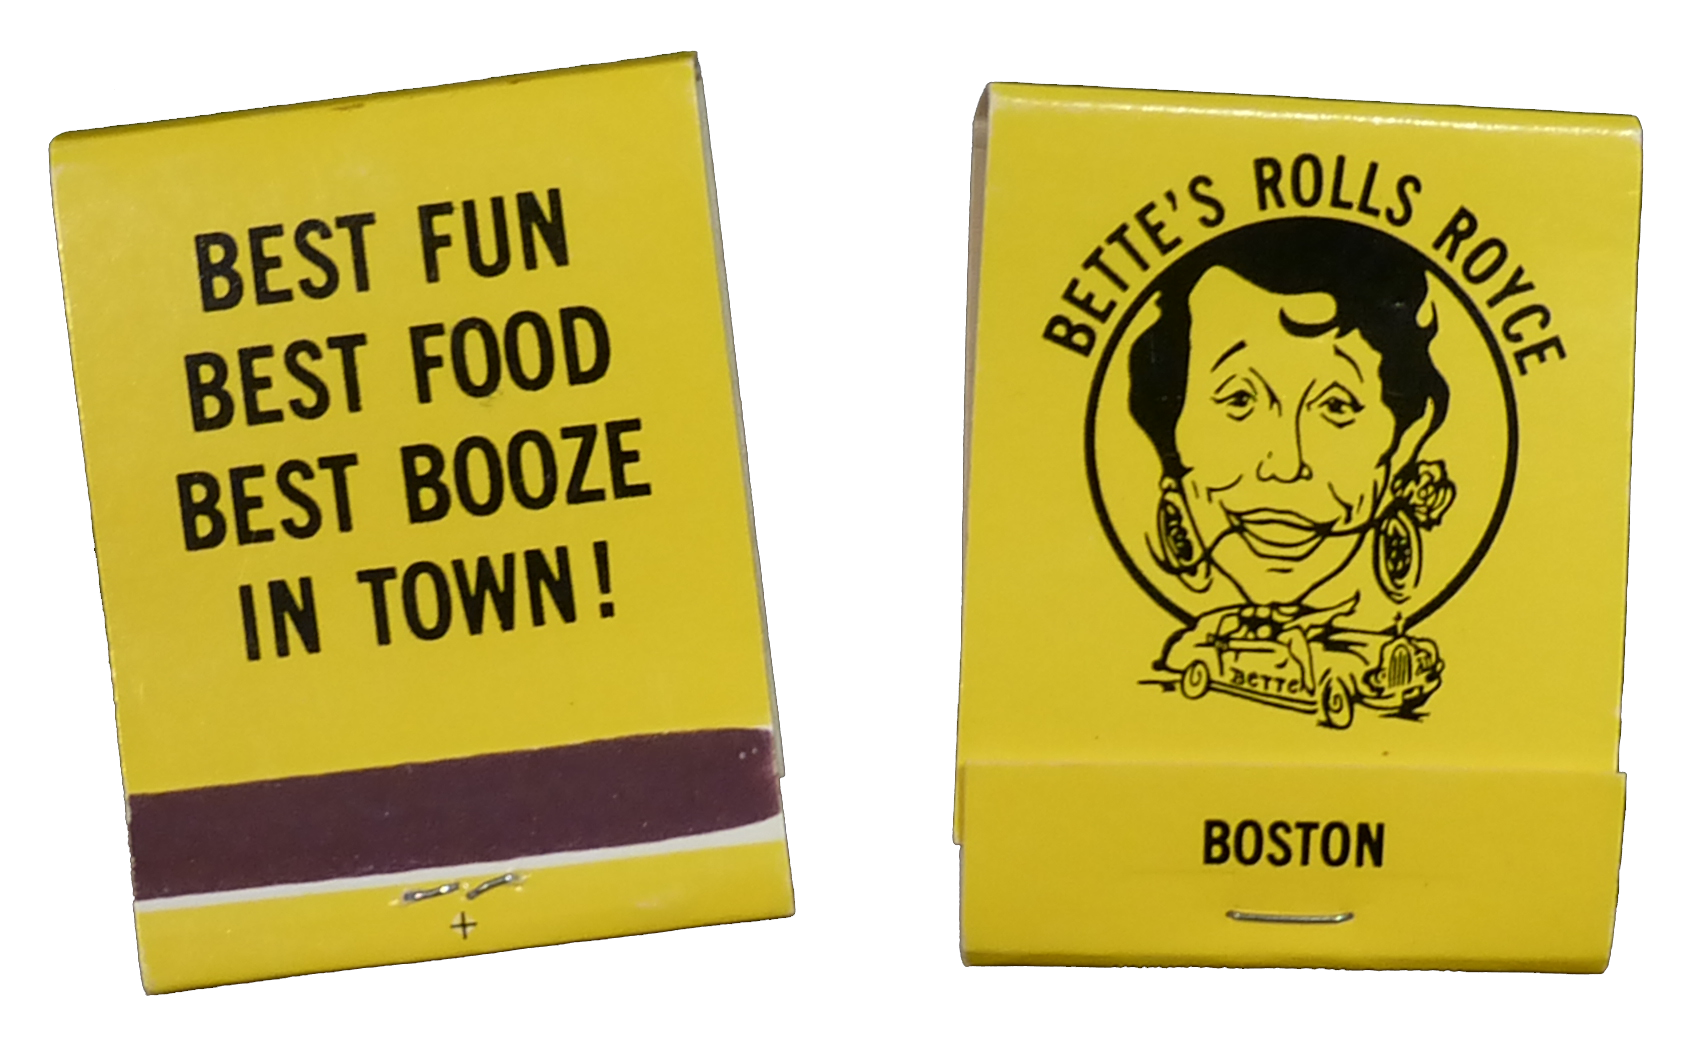 BEST FUN
BEST FOOD
BEST BOOZE
IN TOWN!
BETTE'S ROLLS ROYCE
BETTE
BOSTON